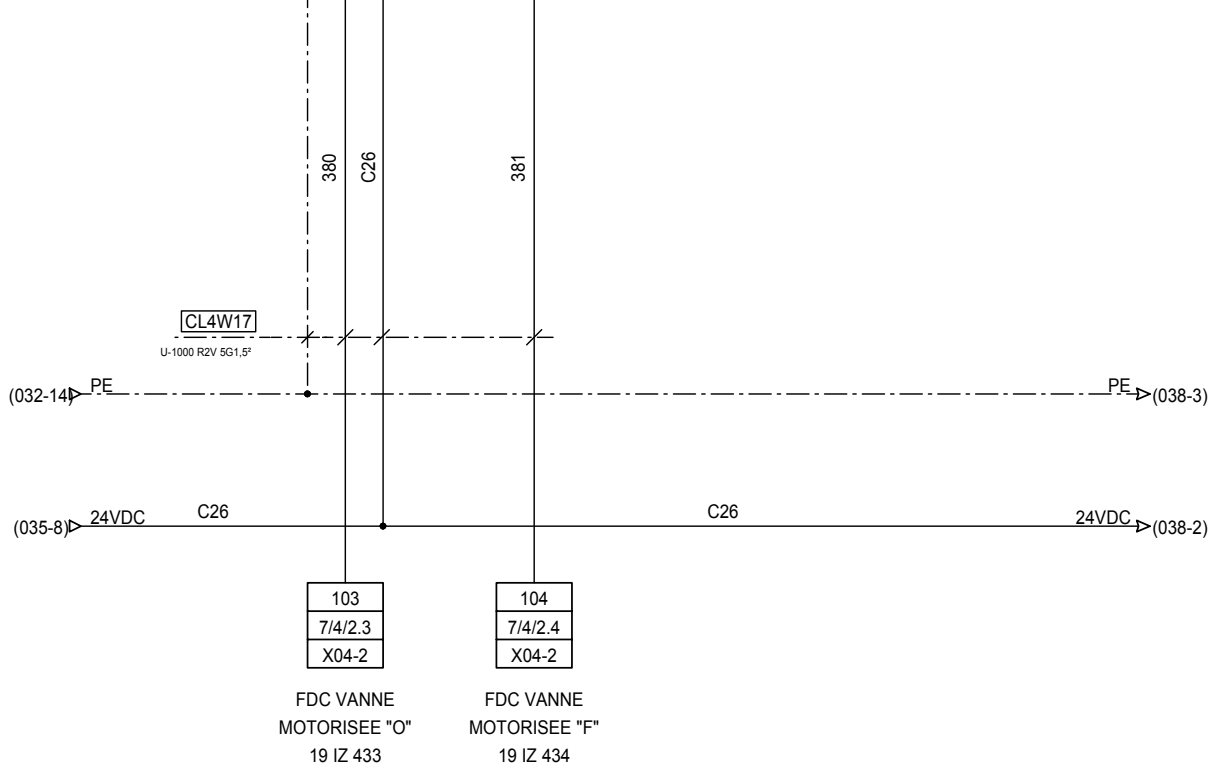 380
C26
381
CL4W17
U-1000 R2V 5G1,5²
(032-14) PE PE (038-3)
(035-8) 24VDC C26 C26 24VDC (038-2)
103 104
7/4/2.3 7/4/2.4
X04-2 X04-2
FDC VANNE FDC VANNE
MOTORISEE "O" MOTORISEE "F"
19 IZ 433 19 IZ 434